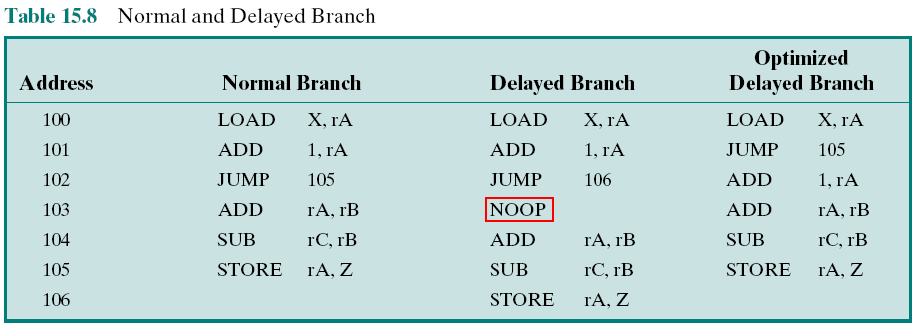 Table 15.8 Normal and Delayed Branch
Address Normal Branch Delayed Branch Optimized Delayed Branch
100 LOAD X, rA LOAD X, rA LOAD X, rA
101 ADD 1, rA ADD 1, rA JUMP 105
102 JUMP 105 JUMP 106 ADD 1, rA
103 ADD rA, rB NOOP ADD rA, rB
104 SUB rC, rB ADD rA, rB SUB rC, rB
105 STORE rA, Z SUB rC, rB STORE rA, Z
106 STORE rA, Z